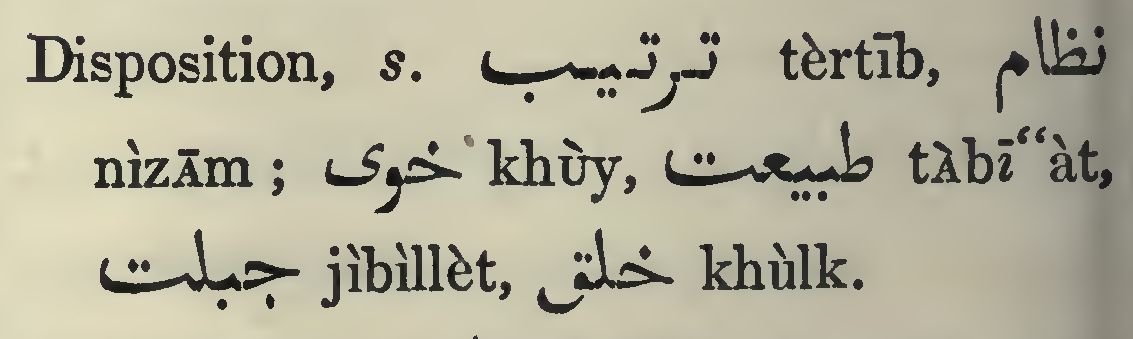 Disposition, s. ترتيب tèrtīb, نظام
nìzĀm ; خوى khùy, طبيعت tÀbī“àt,
جبلت jìbìllèt, خلق khùlk.